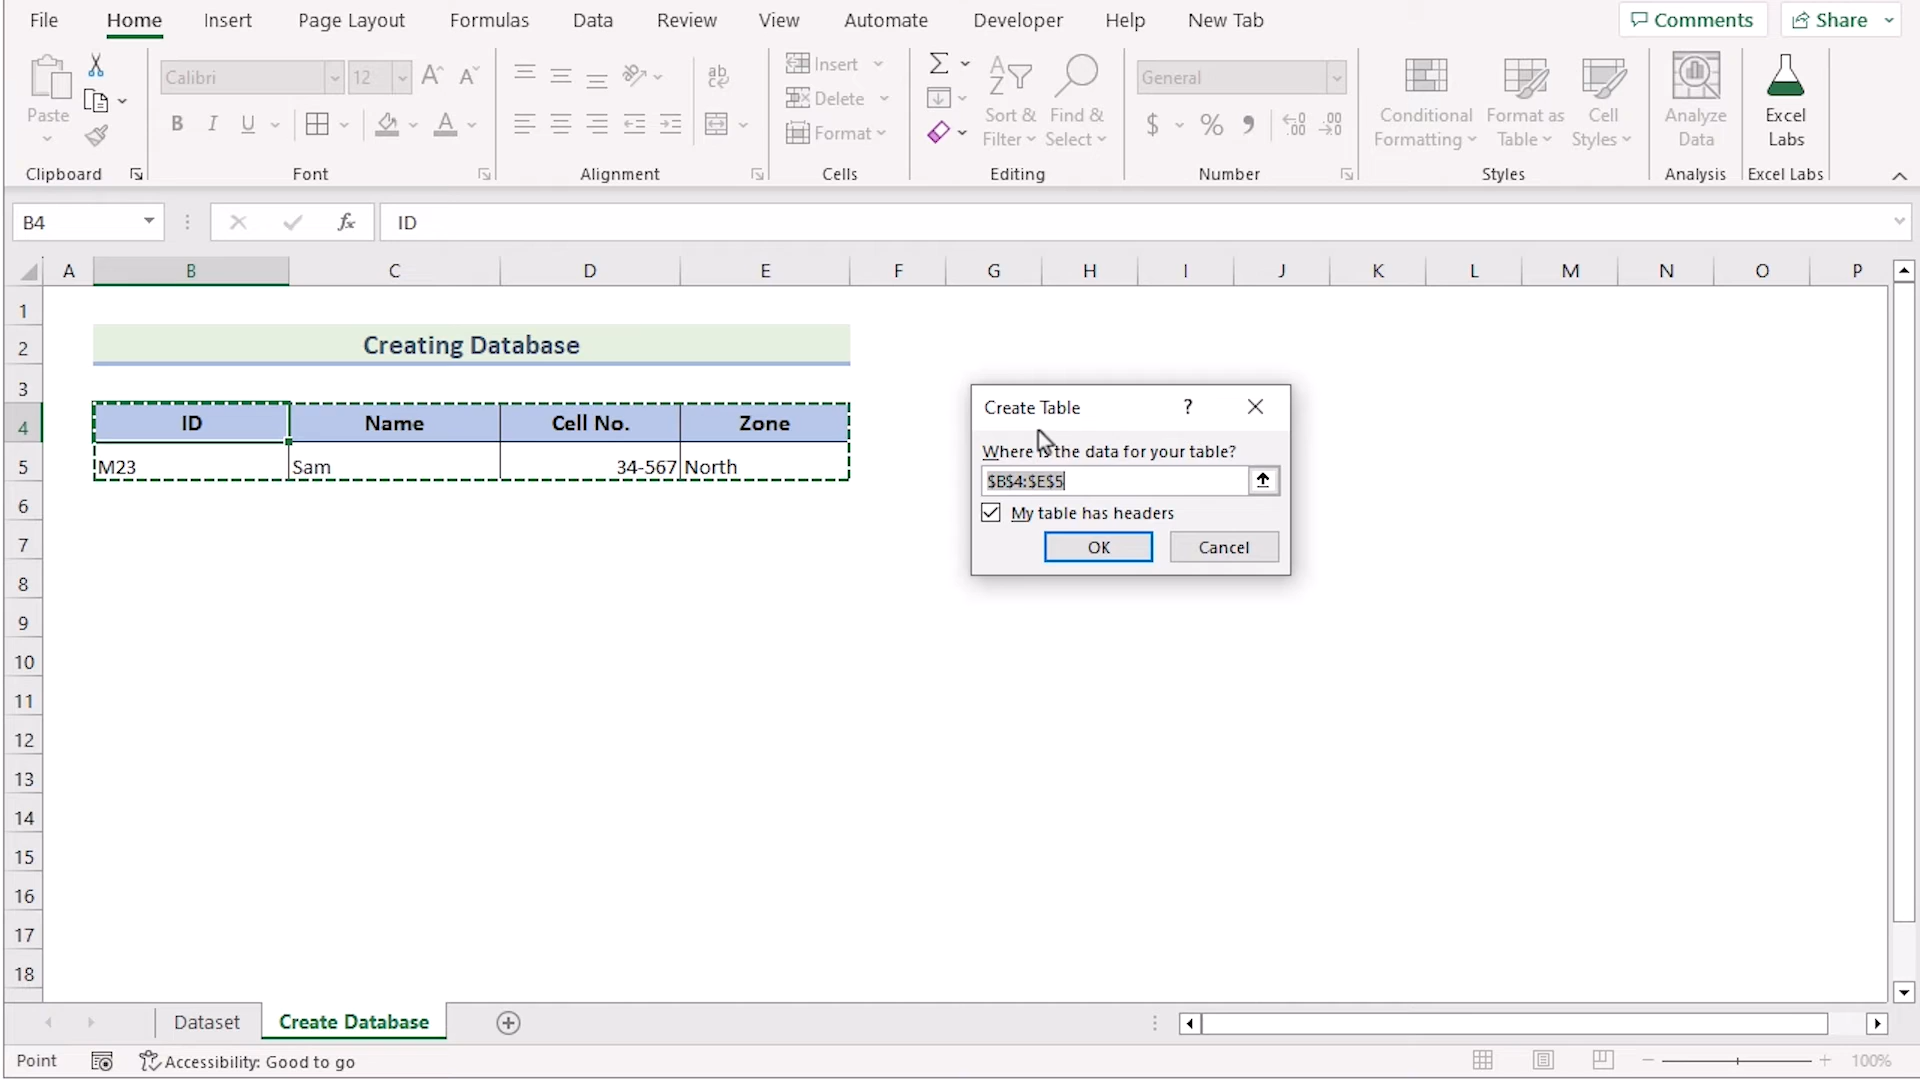 File Home Insert Page Layout Formulas Data Review View Automate Developer Help New Tab Comments Share
Calibri 12 ab Insert Σ A General
Paste Delete Sort & Find & Conditional Format as Cell Analyze Excel
B I U A Format Z Filter Select $ % , Formatting Table Styles Data Labs
Clipboard Font Alignment Cells Editing Number Styles Analysis Excel Labs
B4 fx ID
A B C D E F G H I J K L M N O P
1
2 Creating Database
3
Create Table ?
4 ID Name Cell No. Zone
Where is the data for your table?
5 M23 Sam 34-567 North
$B$4:$E$5
6 My table has headers
7 OK Cancel
8
9
10
11
12
13
14
15
16
17
18
Dataset Create Database
Point Accessibility: Good to go 100%